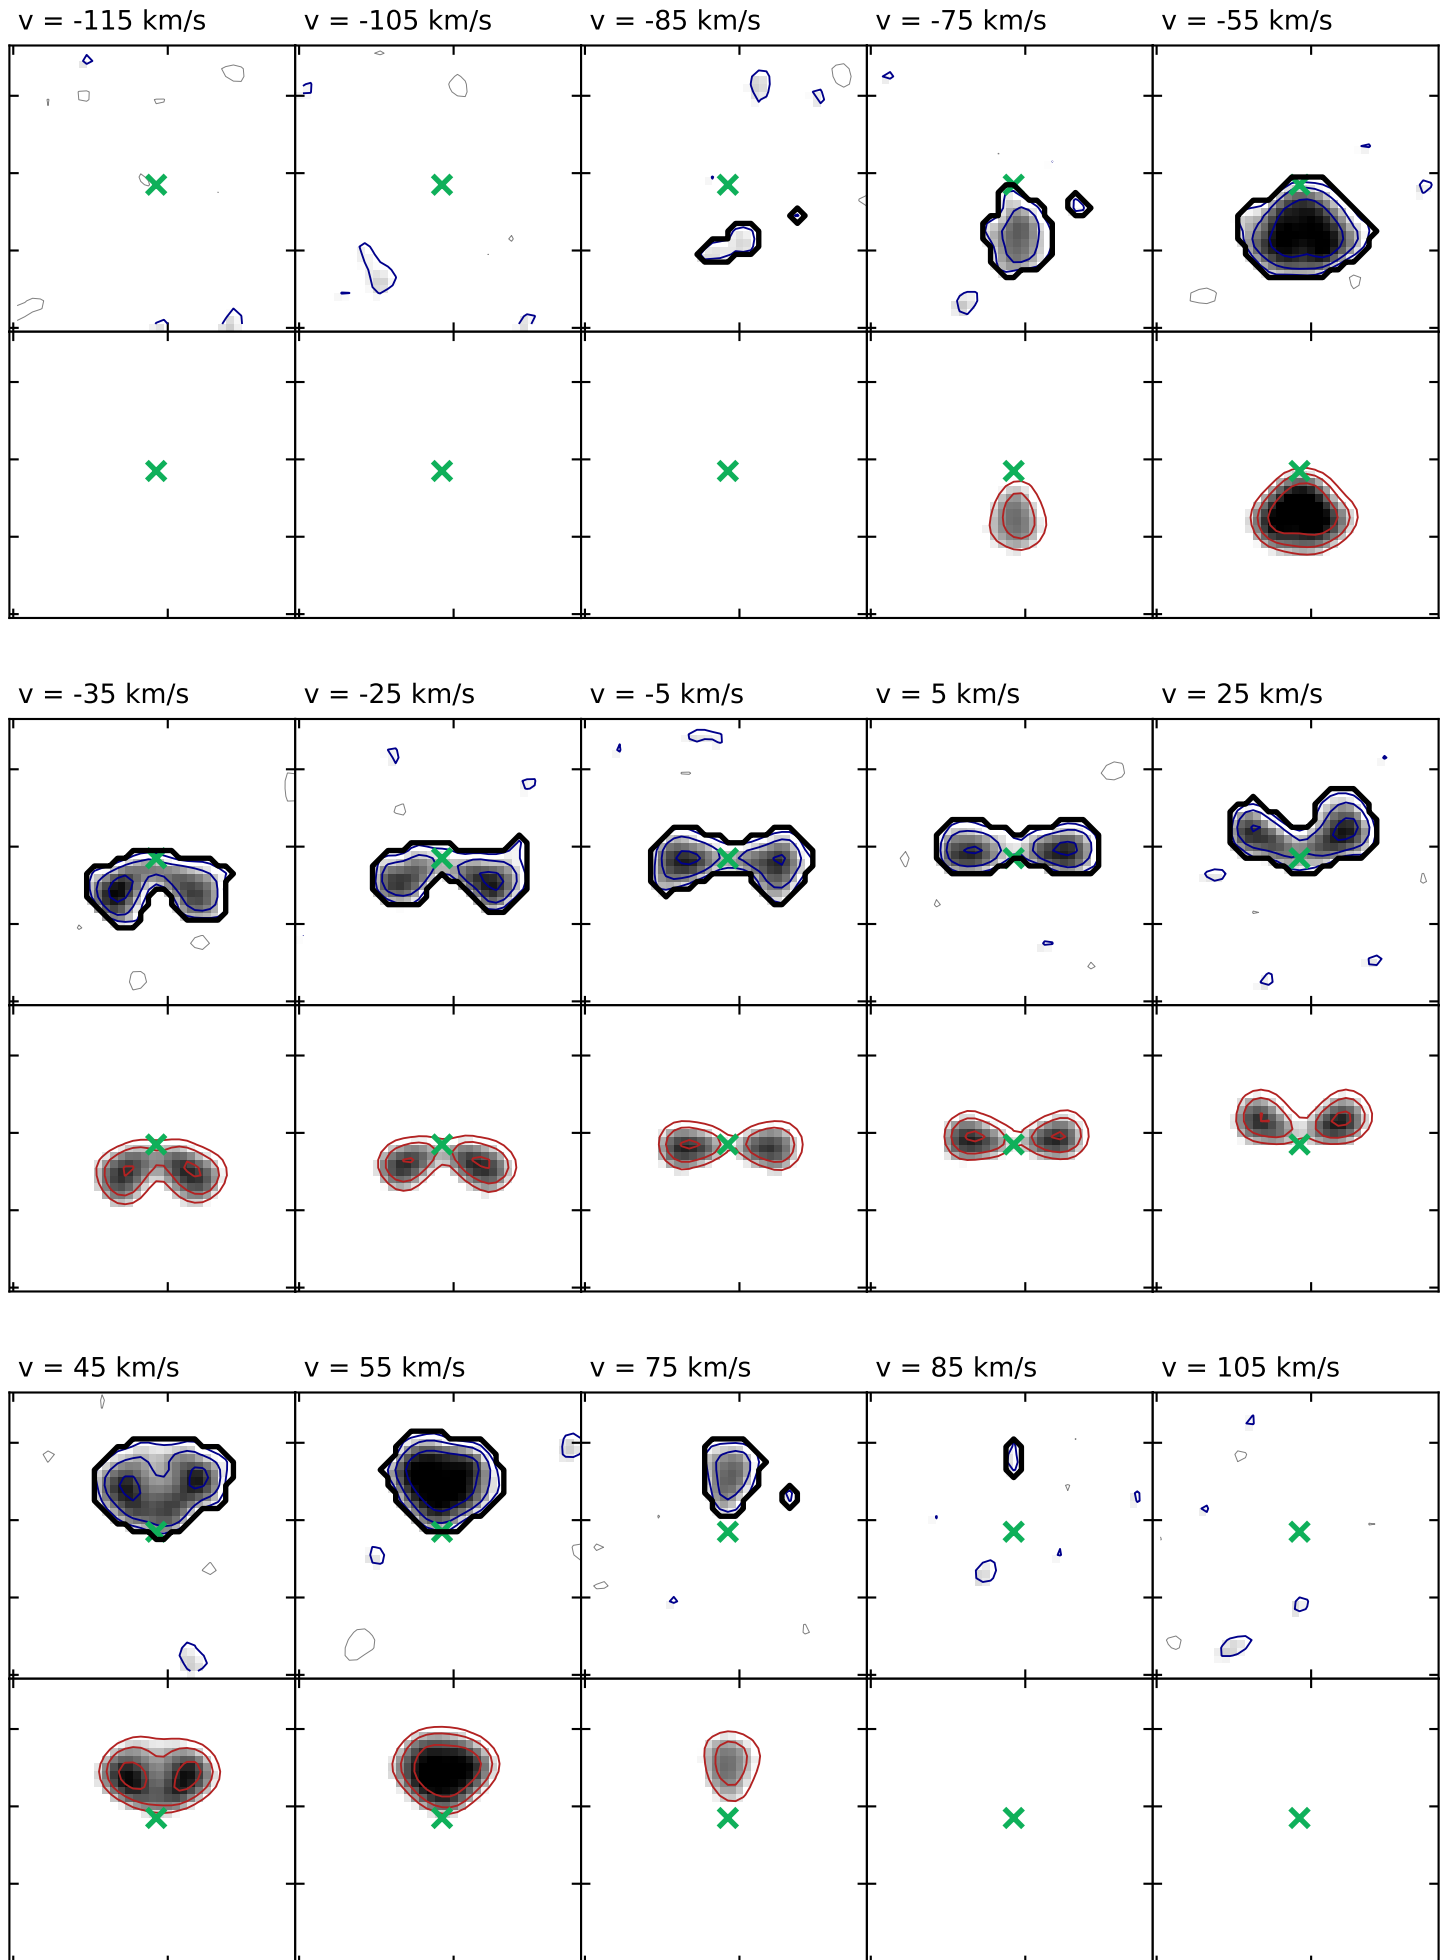 v = -115 km/s
v = -105 km/s
v = -85 km/s
v = -75 km/s
v = -55 km/s
v = -35 km/s
v = -25 km/s
v = -5 km/s
v = 5 km/s
v = 25 km/s
v = 45 km/s
v = 55 km/s
v = 75 km/s
v = 85 km/s
v = 105 km/s